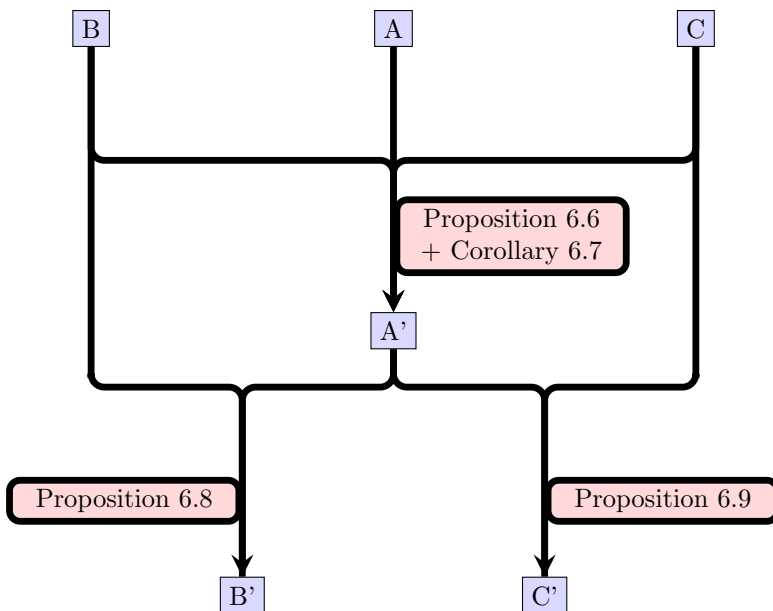 B
A
C
Proposition 6.6
+ Corollary 6.7
A'
Proposition 6.8
Proposition 6.9
B'
C'